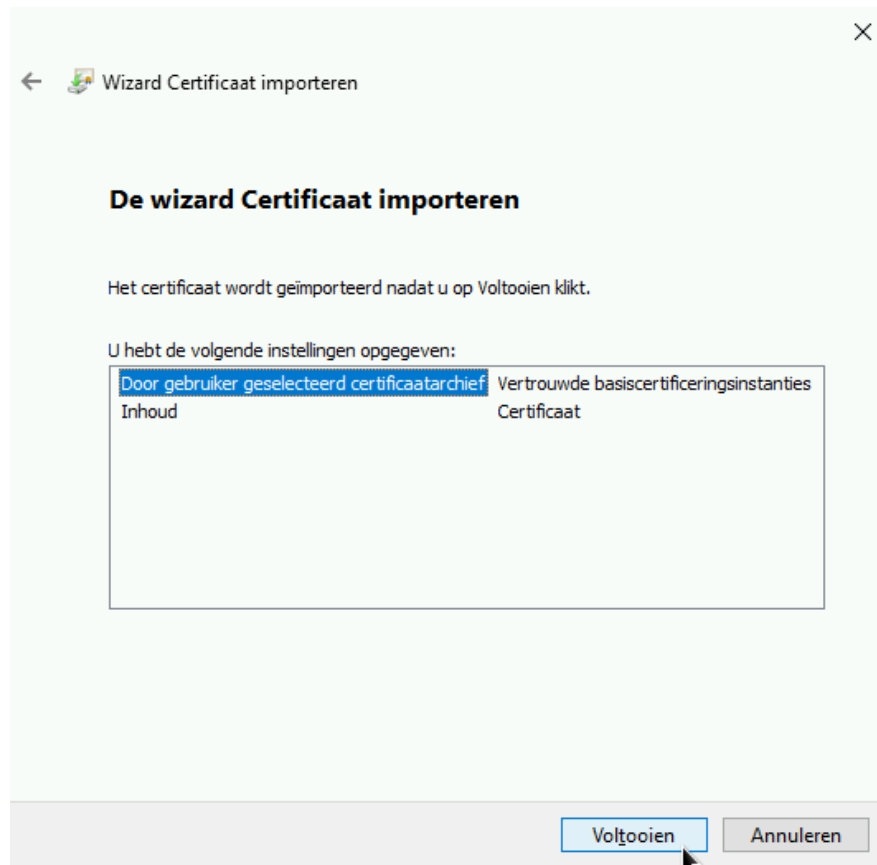 Wizard Certificaat importeren
De wizard Certificaat importeren
Het certificaat wordt geïmporteerd nadat u op Voltooien klikt.
U hebt de volgende instellingen opgegeven:
Door gebruiker geselecteerd certificaatarchief Vertrouwde basiscertificeringsinstanties
Inhoud Certificaat
Voltooien Annuleren